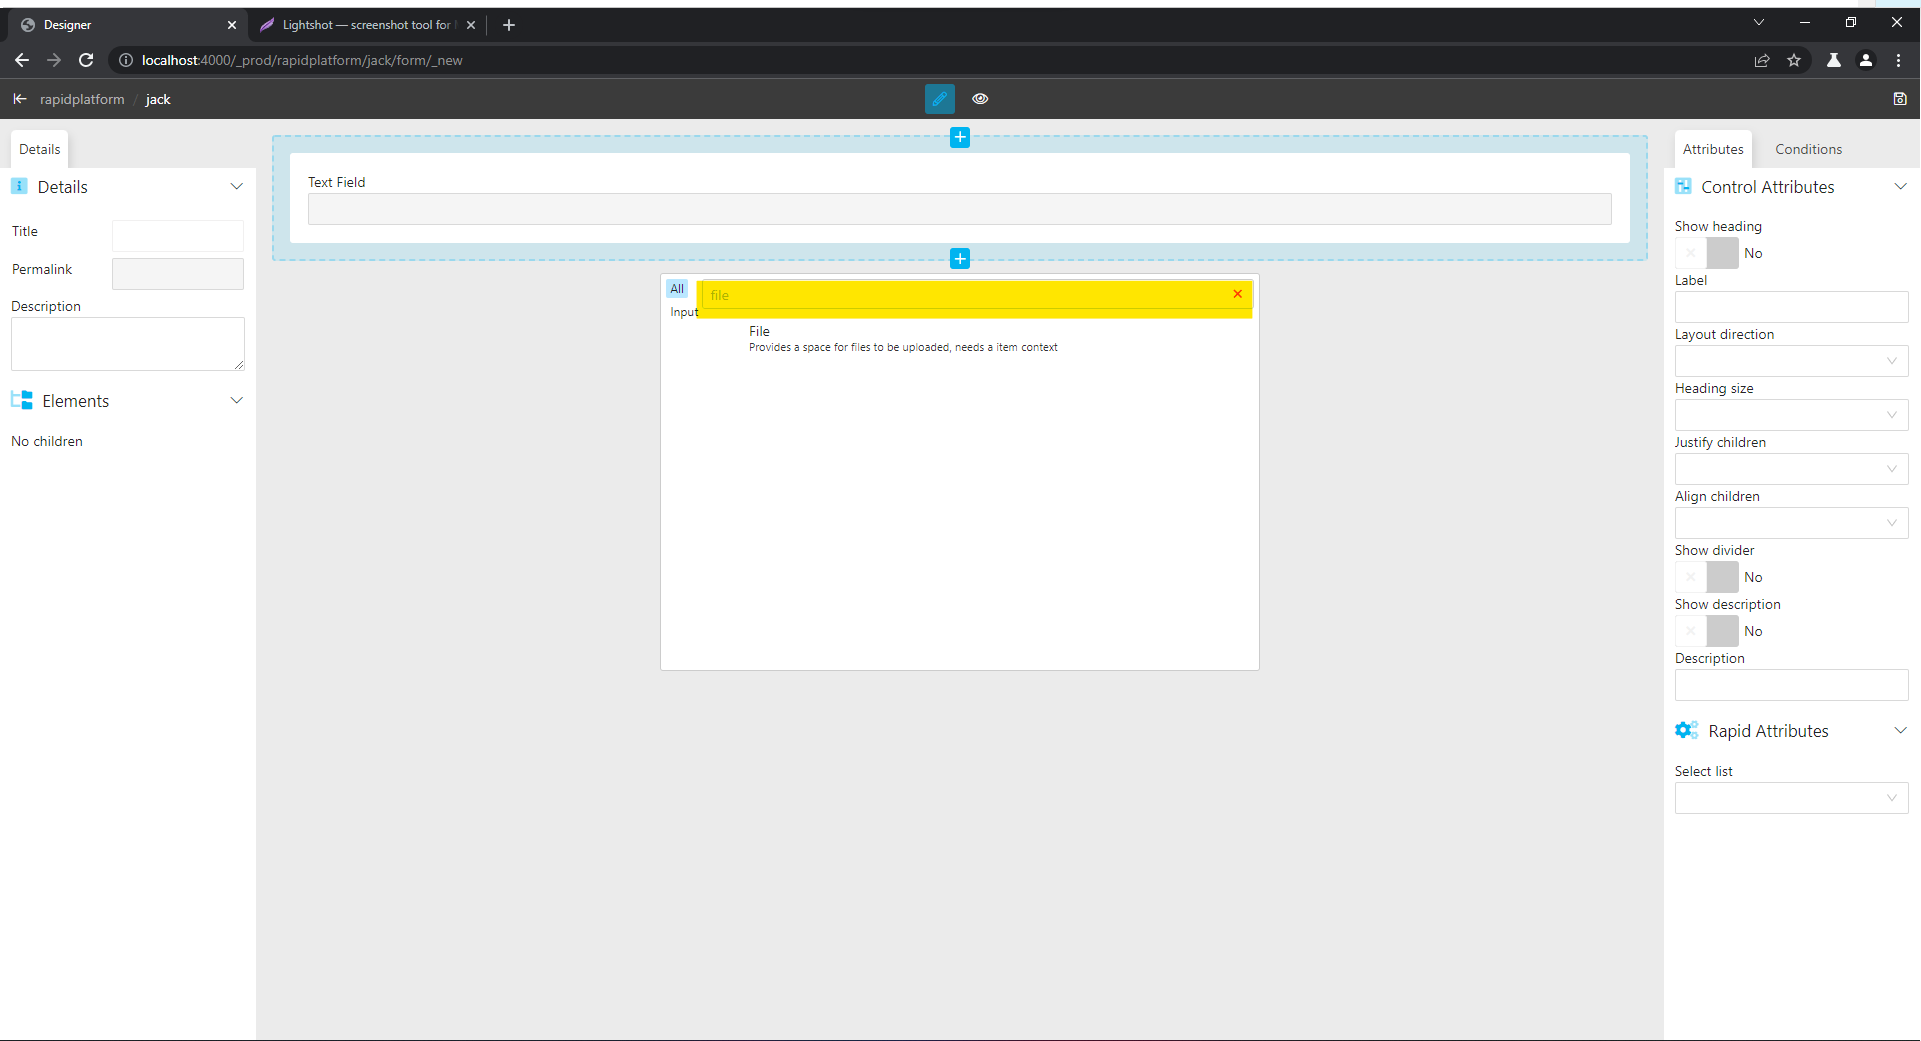 Designer
Lightshot — screenshot tool for
localhost:4000/_prod/rapidplatform/jack/form/_new
rapidplatform / jack
Details
Details
Title
Permalink
Description
Elements
No children
Text Field
All
file
Input
File
Provides a space for files to be uploaded, needs a item context
Attributes
Conditions
Control Attributes
Show heading
No
Label
Layout direction
Heading size
Justify children
Align children
Show divider
No
Show description
No
Description
Rapid Attributes
Select list